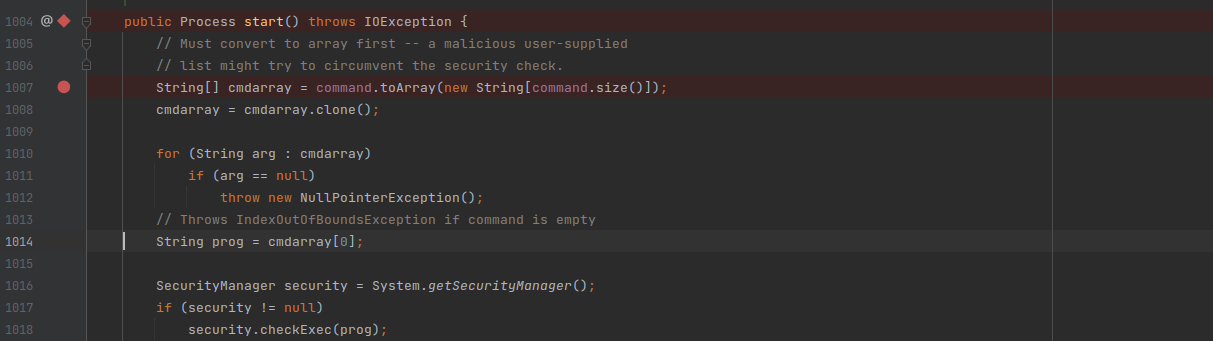 1004 @ public Process start() throws IOException {
1005 // Must convert to array first -- a malicious user-supplied
1006 // list might try to circumvent the security check.
1007 String[] cmdarray = command.toArray(new String[command.size()]);
1008 cmdarray = cmdarray.clone();
1009
1010 for (String arg : cmdarray)
1011 if (arg == null)
1012 throw new NullPointerException();
1013 // Throws IndexOutOfBoundsException if command is empty
1014 String prog = cmdarray[0];
1015
1016 SecurityManager security = System.getSecurityManager();
1017 if (security != null)
1018 security.checkExec(prog);